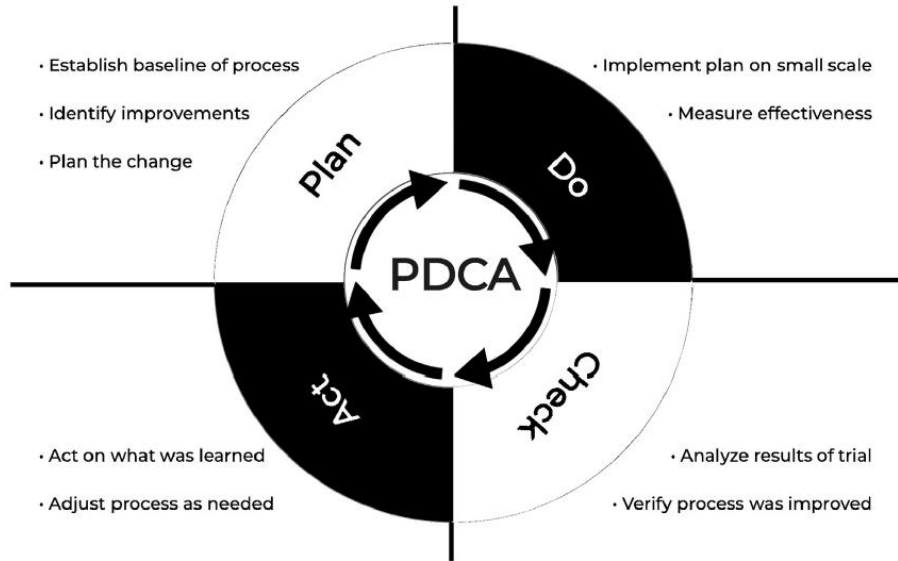 • Establish baseline of process
• Identify improvements
• Plan the change
Plan
• Implement plan on small scale
• Measure effectiveness
Do
PDCA
Check
• Analyze results of trial
• Verify process was improved
Act
• Act on what was learned
• Adjust process as needed